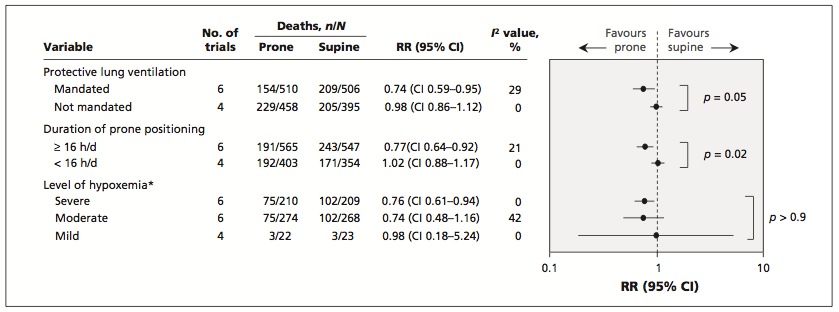 Deaths, n/N
Variable No. of trials Prone Supine RR (95% CI) I² value, % Favours prone Favours supine
Protective lung ventilation
Mandated 6 154/510 209/506 0.74 (CI 0.59–0.95) 29
Not mandated 4 229/458 205/395 0.98 (CI 0.86–1.12) 0
p = 0.05
Duration of prone positioning
≥ 16 h/d 6 191/565 243/547 0.77(CI 0.64–0.92) 21
< 16 h/d 4 192/403 171/354 1.02 (CI 0.88–1.17) 0
p = 0.02
Level of hypoxemia*
Severe 6 75/210 102/209 0.76 (CI 0.61–0.94) 0
Moderate 6 75/274 102/268 0.74 (CI 0.48–1.16) 42
Mild 4 3/22 3/23 0.98 (CI 0.18–5.24) 0
p > 0.9
0.1 1 10
RR (95% CI)